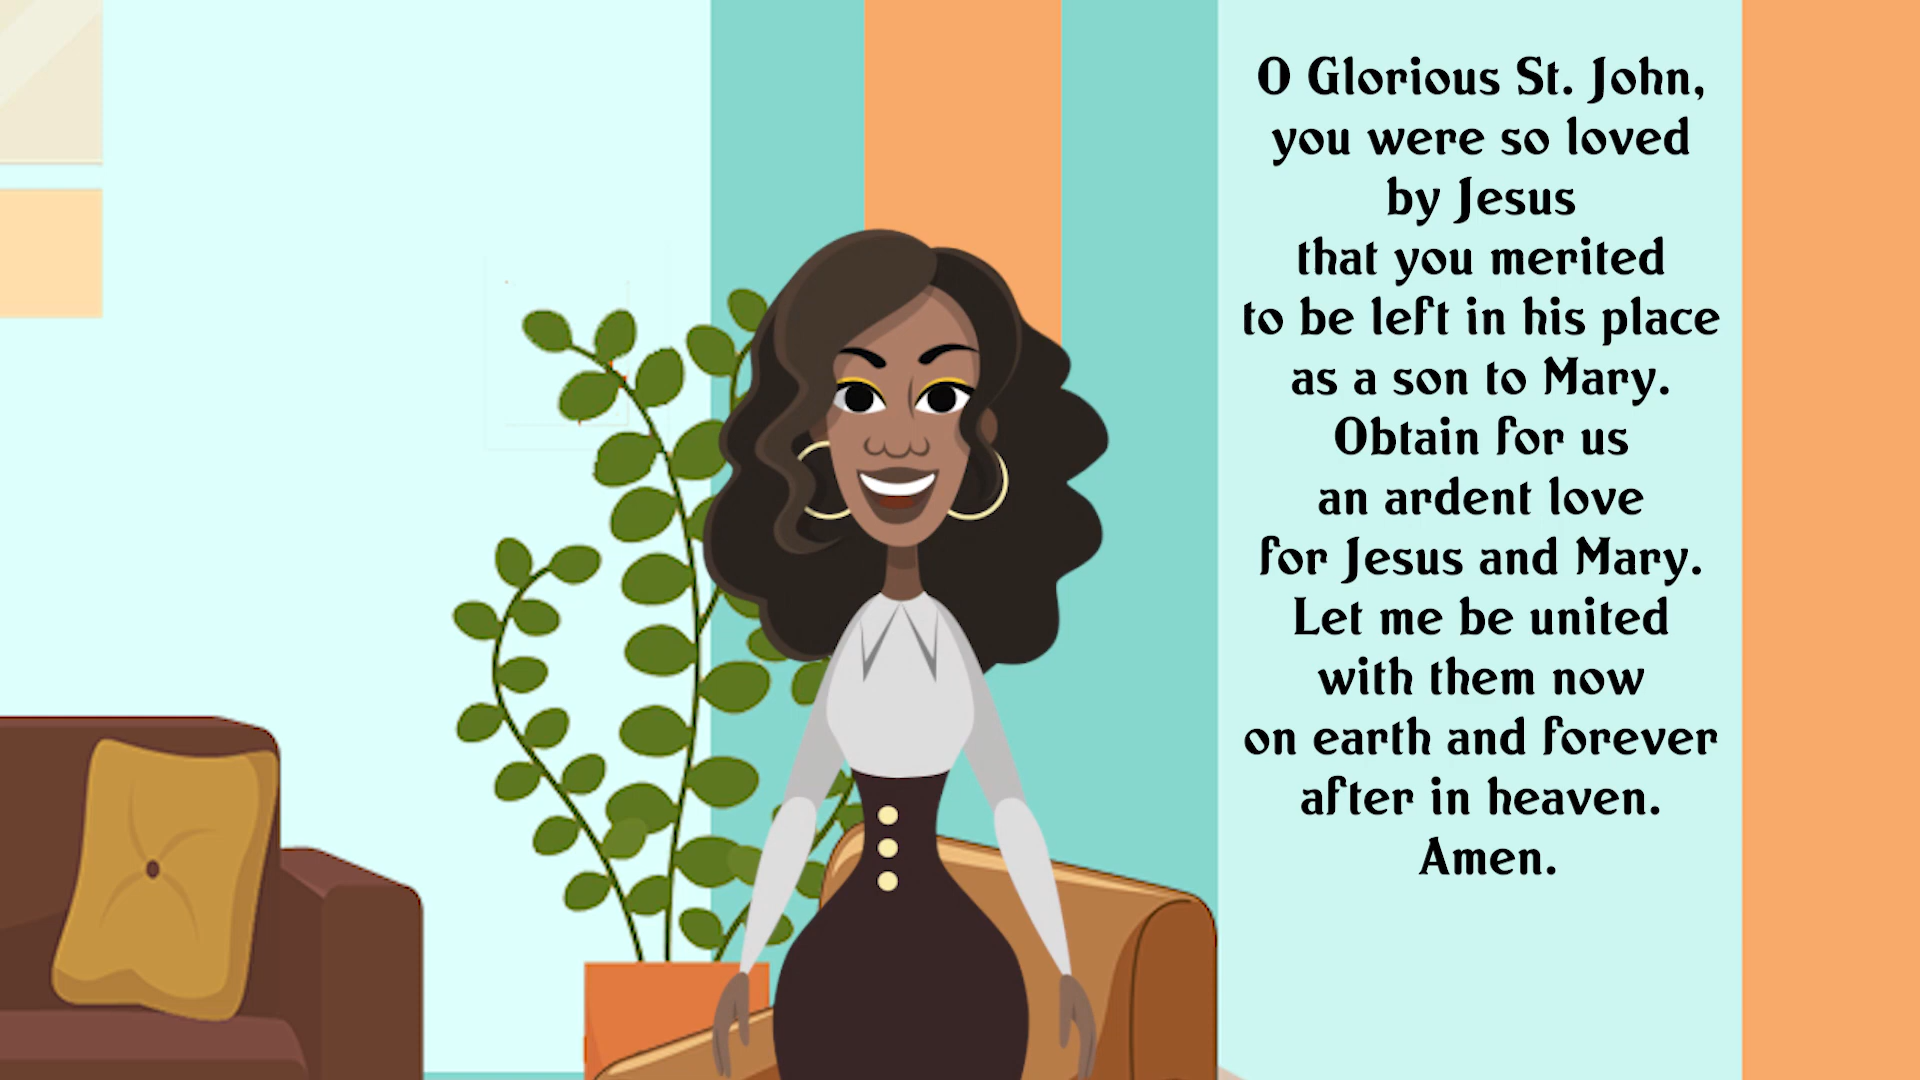 O Glorious St. John,
you were so loved
by Jesus
that you merited
to be left in his place
as a son to Mary.
Obtain for us
an ardent love
for Jesus and Mary.
Let me be united
with them now
on earth and forever
after in heaven.
Amen.